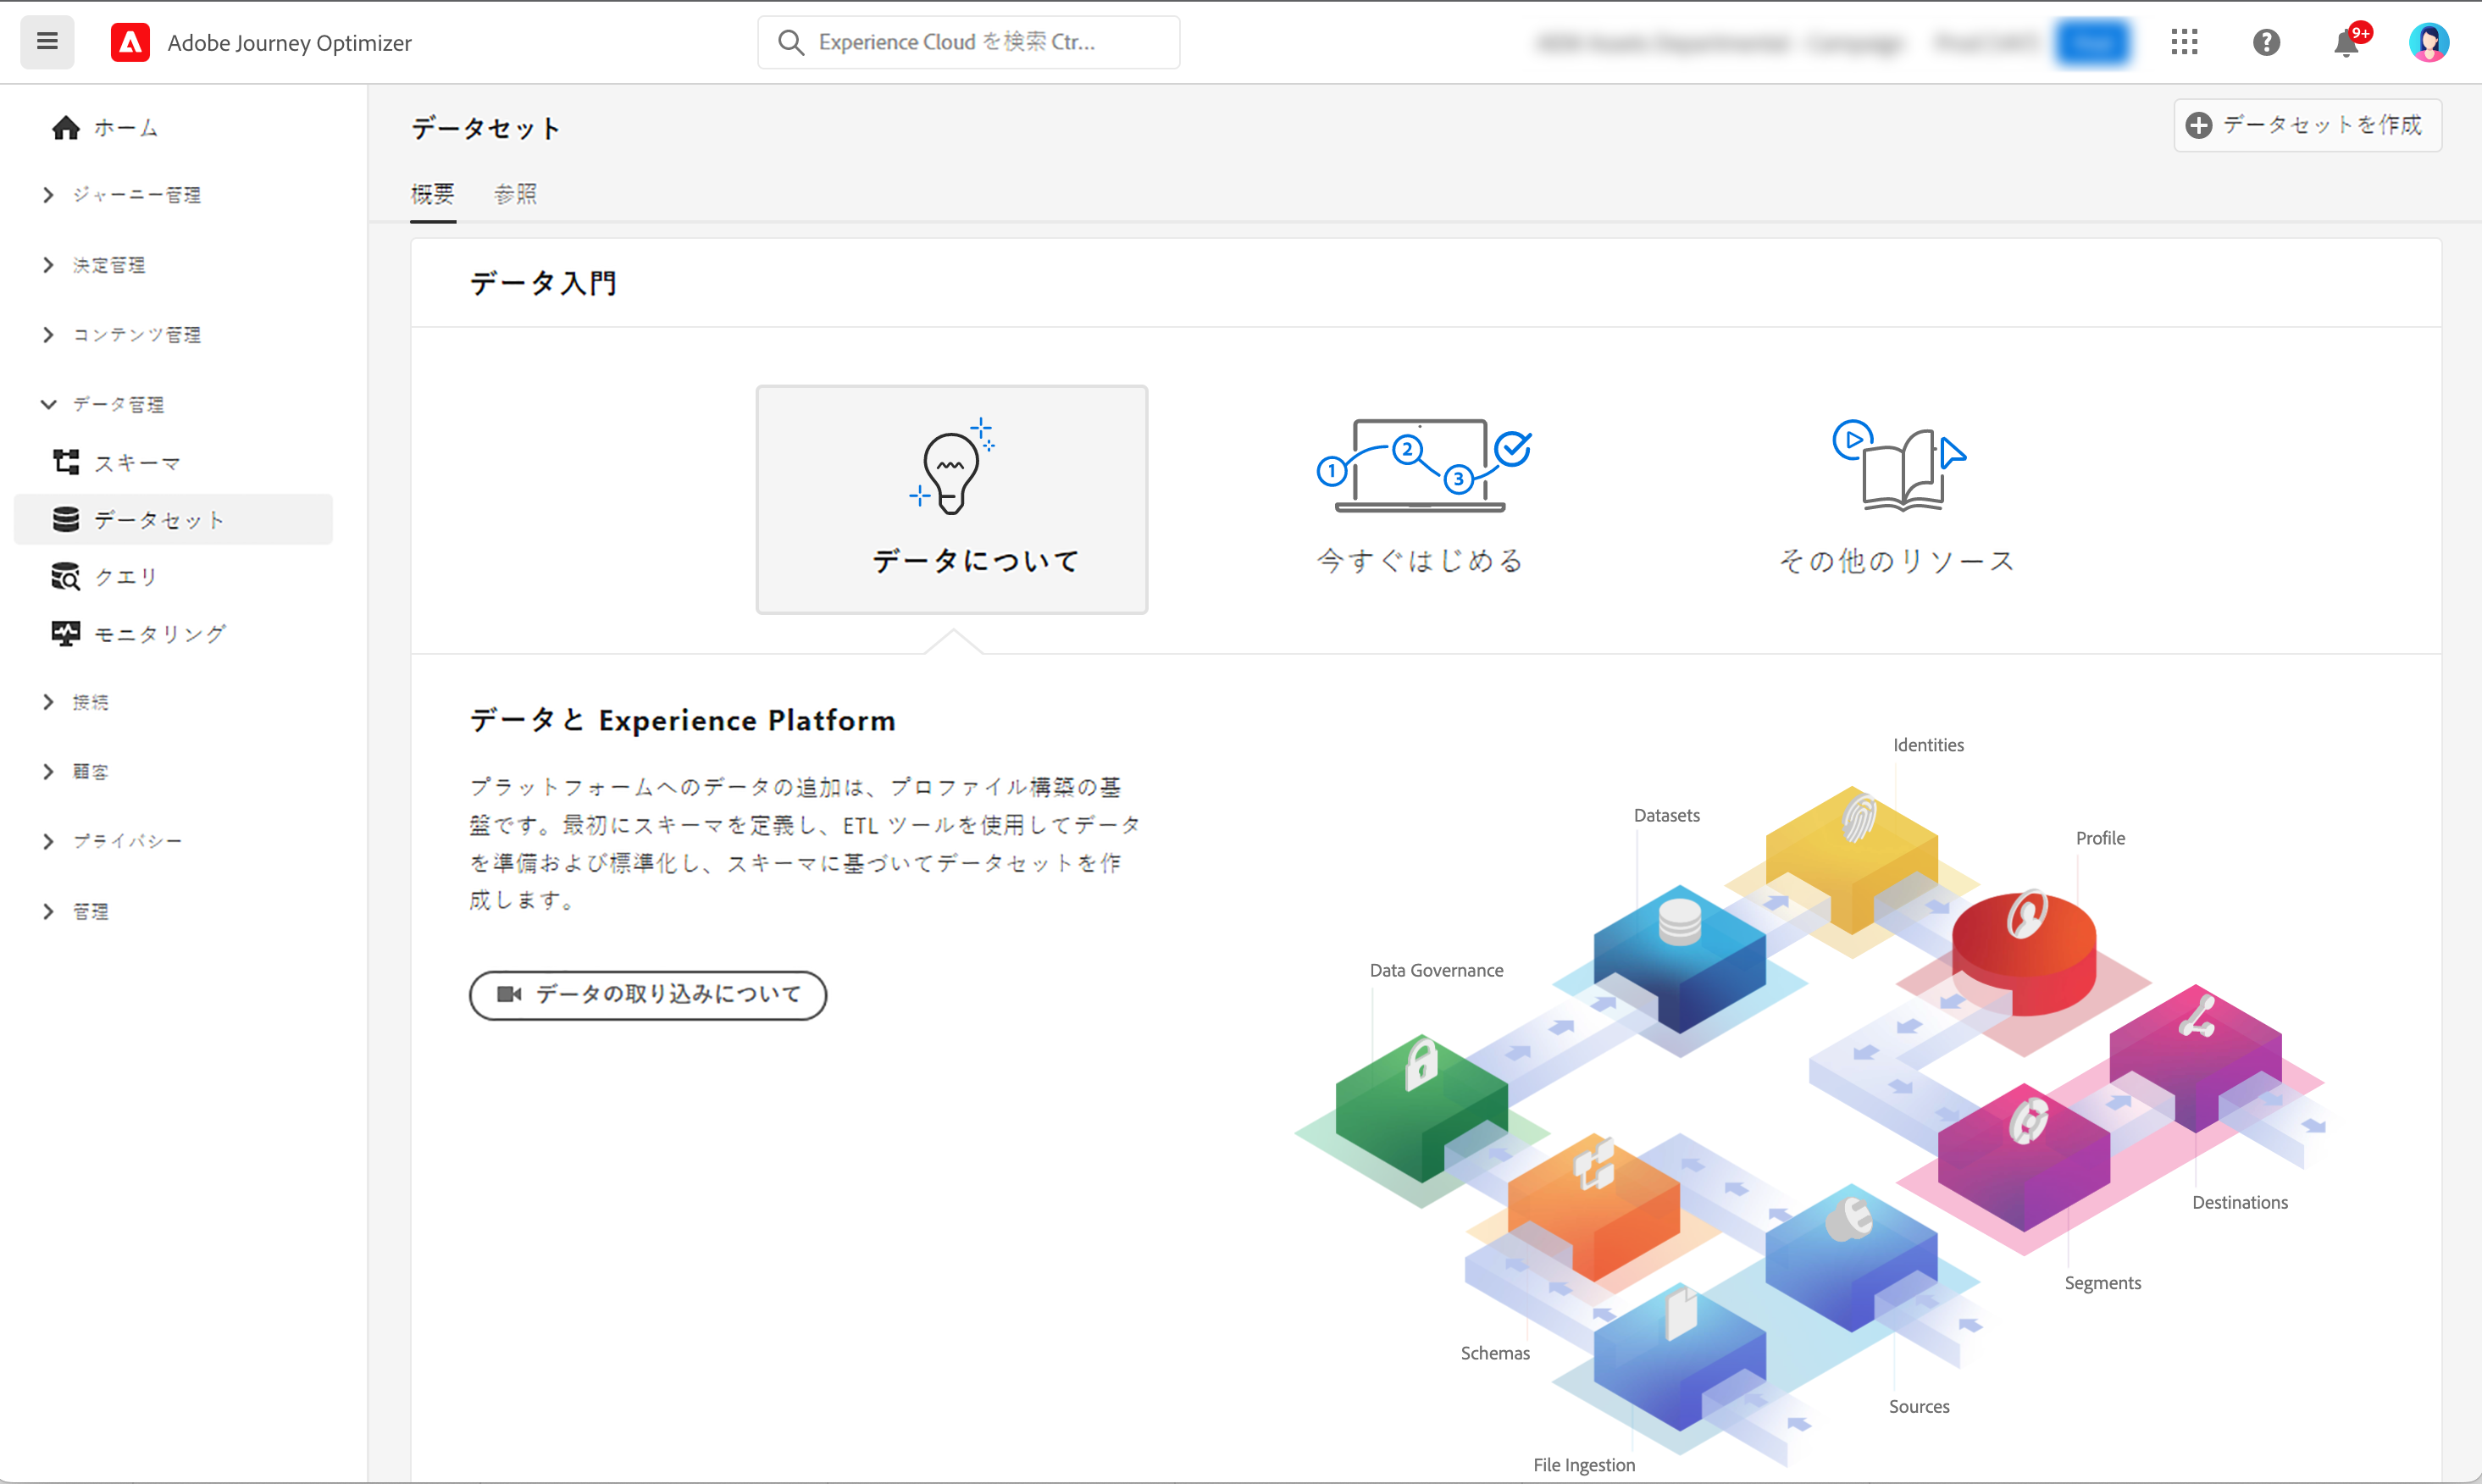 Adobe Journey Optimizer
Experience Cloud を検索 Ctr...
9+
ホーム
ジャーニー管理
決定管理
コンテンツ管理
データ管理
スキーマ
データセット
クエリ
モニタリング
接続
顧客
プライバシー
管理
データセット
データセットを作成
概要
参照
データ入門
データについて
1
2
3
今すぐはじめる
その他のリソース
データと Experience Platform
プラットフォームへのデータの追加は、プロファイル構築の基
盤です。最初にスキーマを定義し、ETL ツールを使用してデータ
を準備および標準化し、スキーマに基づいてデータセットを作
成します。
データの取り込みについて
Identities
Datasets
Profile
Data Governance
Destinations
Segments
Schemas
Sources
File Ingestion